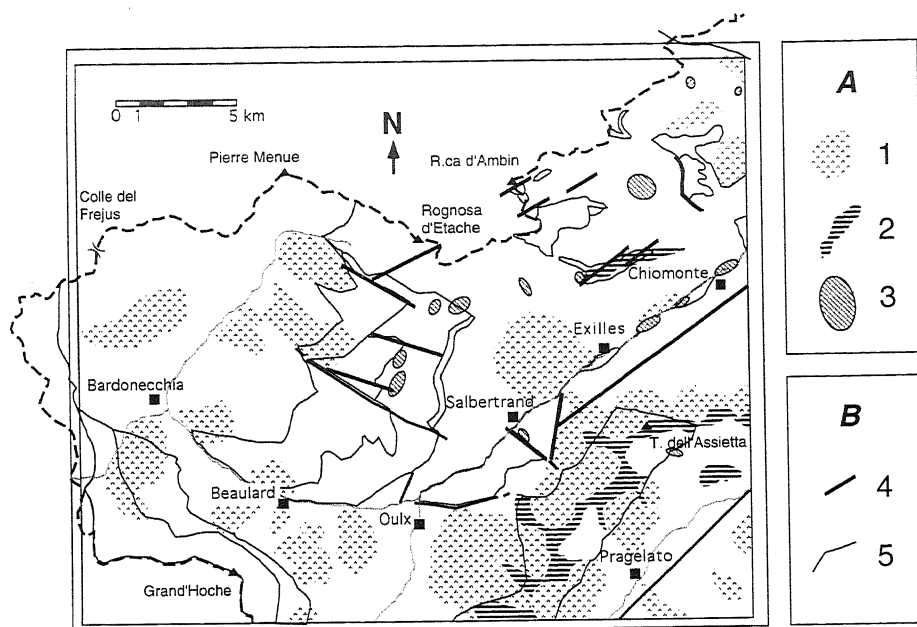 0 1 5 km
N
Pierre Menue
R.ca d'Ambin
Colle del
Frejus
Rognosa
d'Etache
Chiomonte
Exilles
Bardonecchia
Salbertrand
T. dell'Assietta
Beaulard
Oulx
Pragelato
Grand'Hoche
A
1
2
3
B
4
5